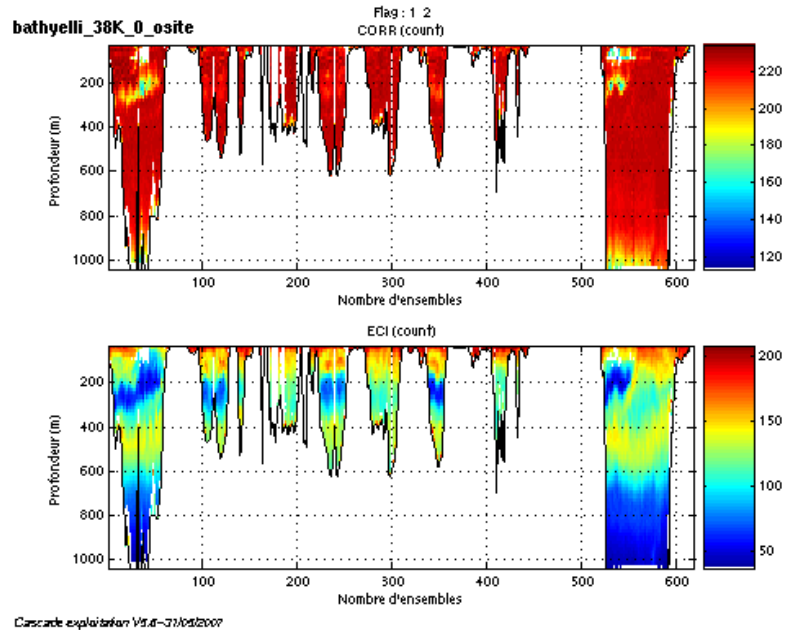 Flag : 1 2
bathyelli_38K_0_osite
CORR (count)
200
400
600
800
1000
Profondeur (m)
100 200 300 400 500 600
Nombre d'ensembles
220
200
180
160
140
120
ECI (count)
200
400
600
800
1000
Profondeur (m)
100 200 300 400 500 600
Nombre d'ensembles
200
150
100
50
Cascade exploitation V5.6-31/05/2007